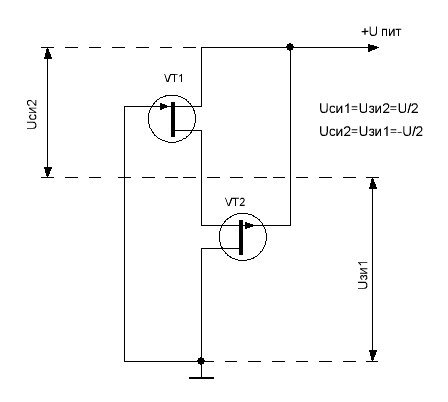 +U пит
VT1
Uси2
Uси1=Uзи2=U/2
Uси2=Uзи1=-U/2
VT2
Uзи1